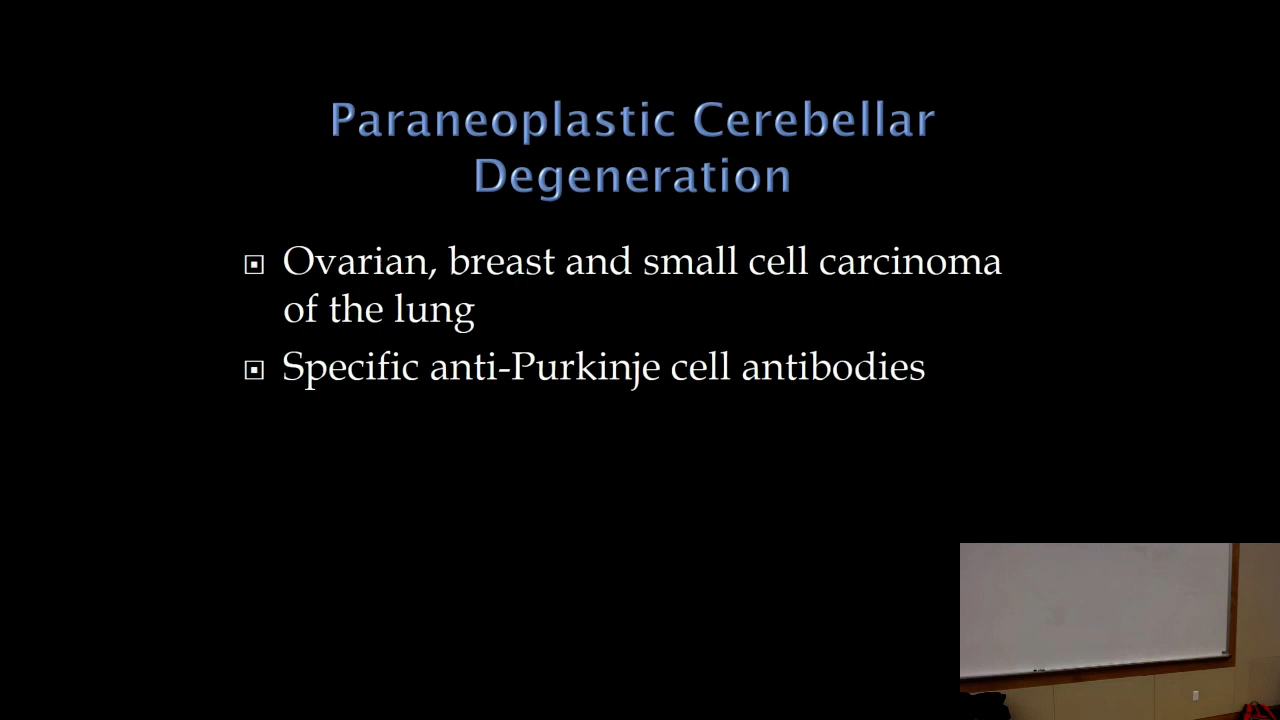 Paraneoplastic Cerebellar
Degeneration
Ovarian, breast and small cell carcinoma
of the lung
Specific anti-Purkinje cell antibodies